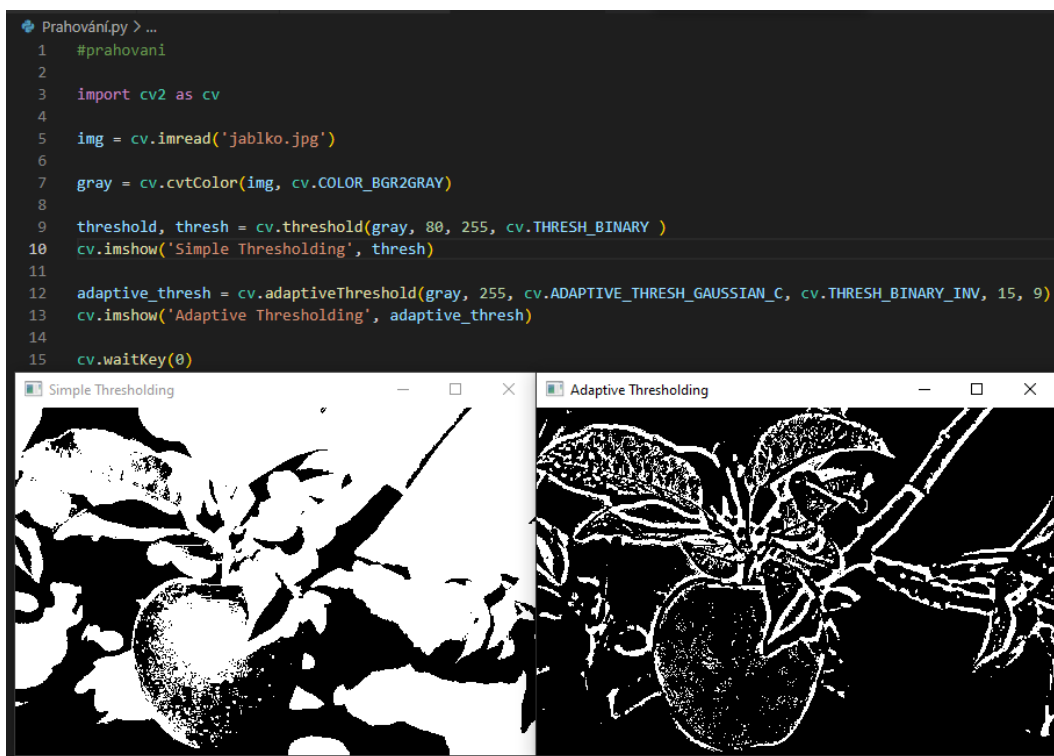 Prahování.py > ...
1 #prahovani
2
3 import cv2 as cv
4
5 img = cv.imread('jablko.jpg')
6
7 gray = cv.cvtColor(img, cv.COLOR_BGR2GRAY)
8
9 threshold, thresh = cv.threshold(gray, 80, 255, cv.THRESH_BINARY )
10 cv.imshow('Simple Thresholding', thresh)
11
12 adaptive_thresh = cv.adaptiveThreshold(gray, 255, cv.ADAPTIVE_THRESH_GAUSSIAN_C, cv.THRESH_BINARY_INV, 15, 9)
13 cv.imshow('Adaptive Thresholding', adaptive_thresh)
14
15 cv.waitKey(0)
Simple Thresholding
Adaptive Thresholding